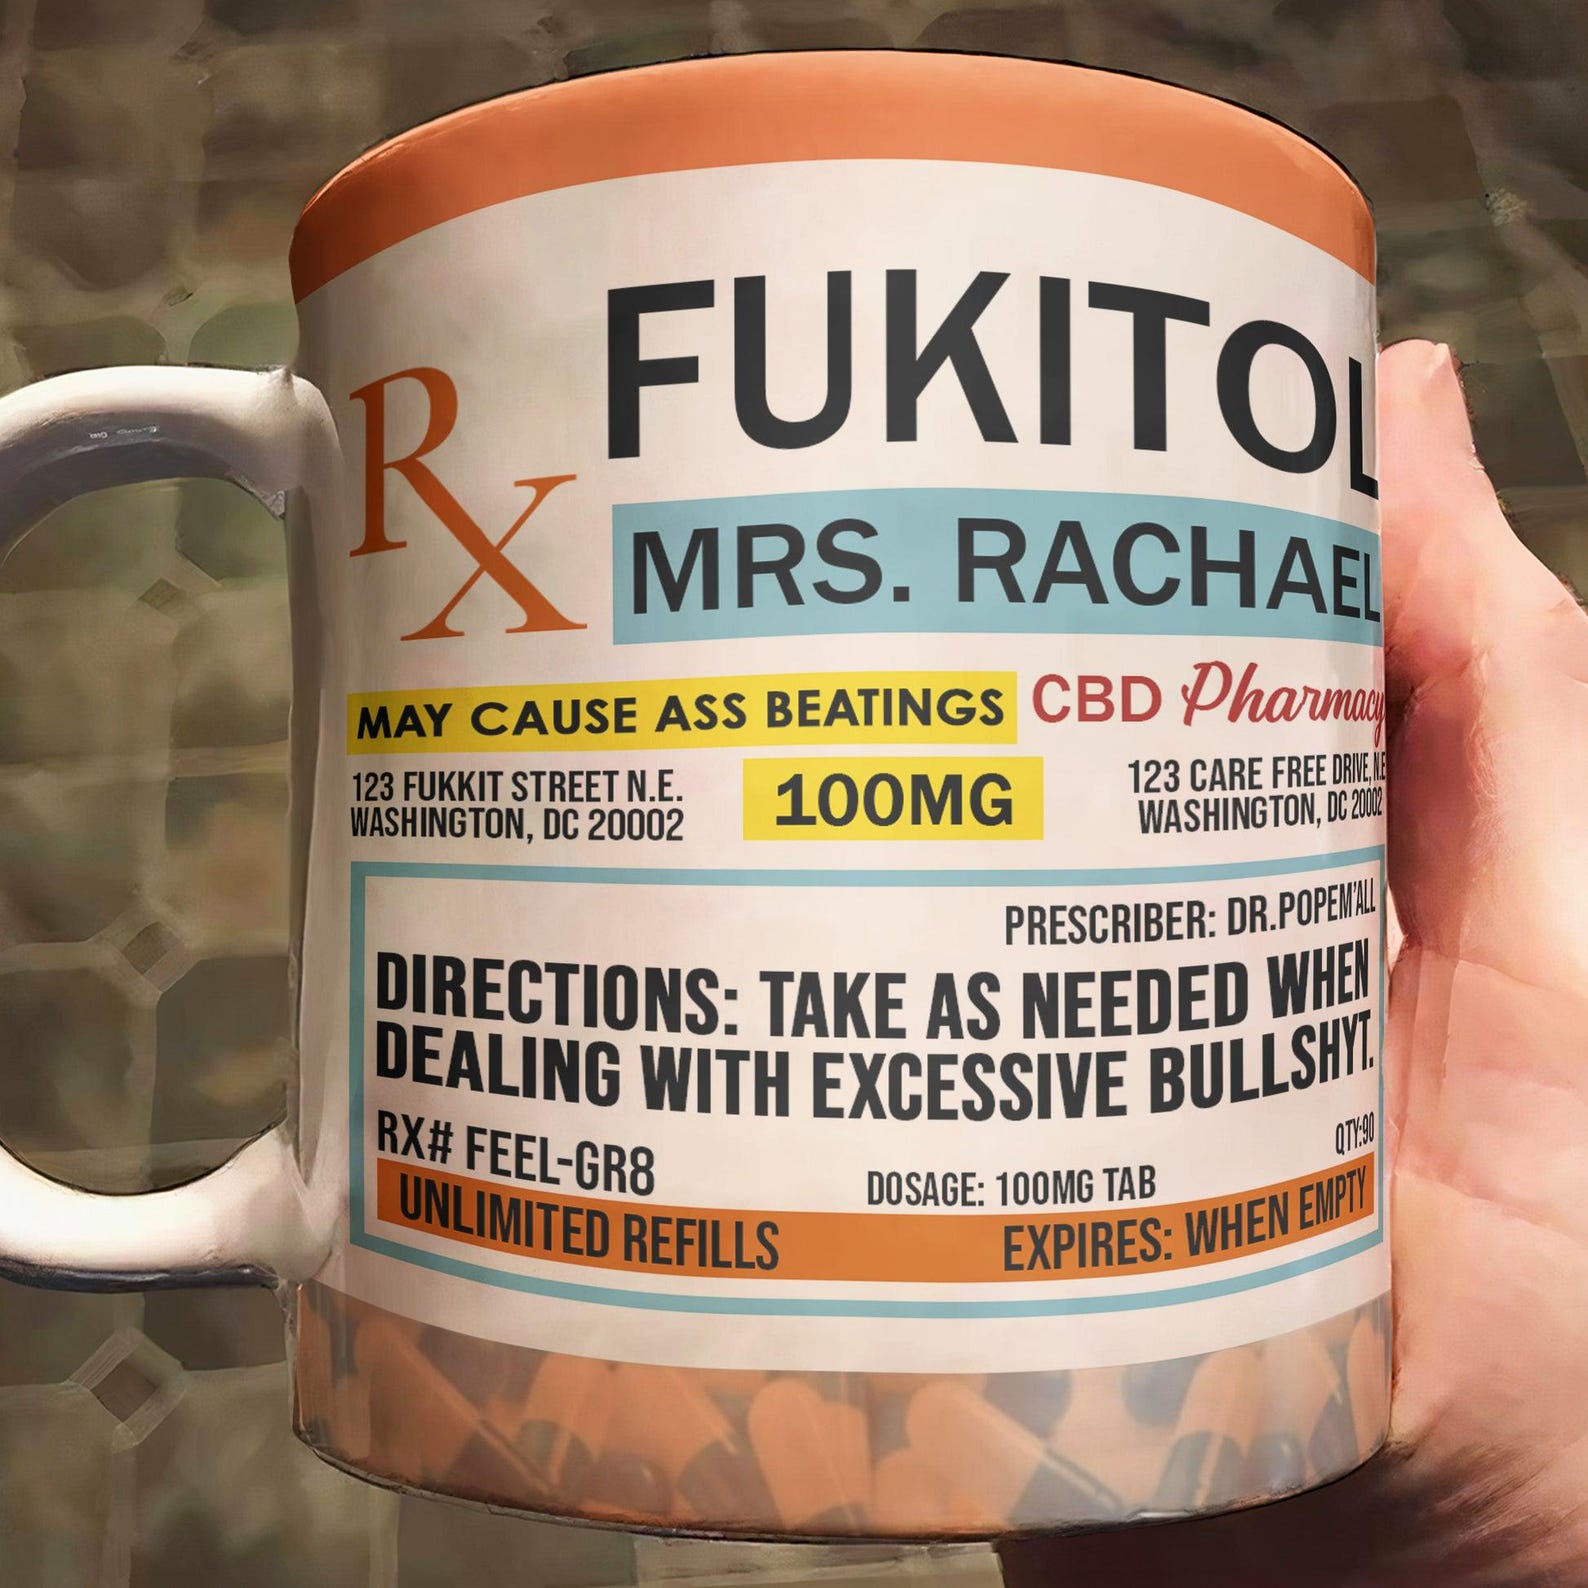 FUKITOL
Rx
MRS. RACHAEL
MAY CAUSE ASS BEATINGS
CBD Pharmacy
123 FUKKIT STREET N.E.
WASHINGTON, DC 20002
100MG
123 CARE FREE DRIVE, N.E
WASHINGTON, DC 20002
PRESCRIBER: DR.POPEM'ALL
DIRECTIONS: TAKE AS NEEDED WHEN
DEALING WITH EXCESSIVE BULLSHYT.
RX# FEEL-GR8
QTY:90
DOSAGE: 100MG TAB
UNLIMITED REFILLS
EXPIRES: WHEN EMPTY